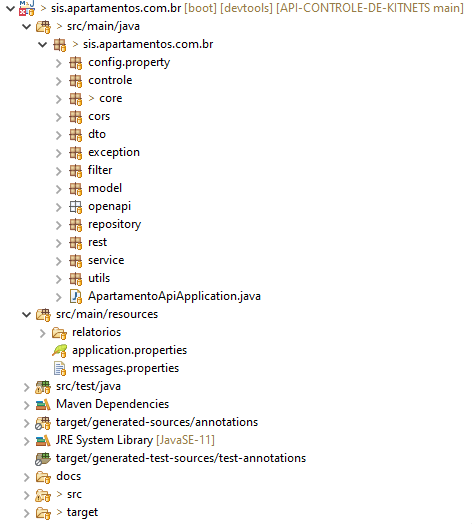 > sis.apartamentos.com.br [boot] [devtools] [API-CONTROLE-DE-KITNETS main]
> src/main/java
> sis.apartamentos.com.br
config.property
controle
> core
cors
dto
exception
filter
model
openapi
repository
rest
service
utils
ApartamentoApiApplication.java
src/main/resources
relatorios
application.properties
messages.properties
src/test/java
Maven Dependencies
target/generated-sources/annotations
JRE System Library [JavaSE-11]
target/generated-test-sources/test-annotations
docs
> src
> target